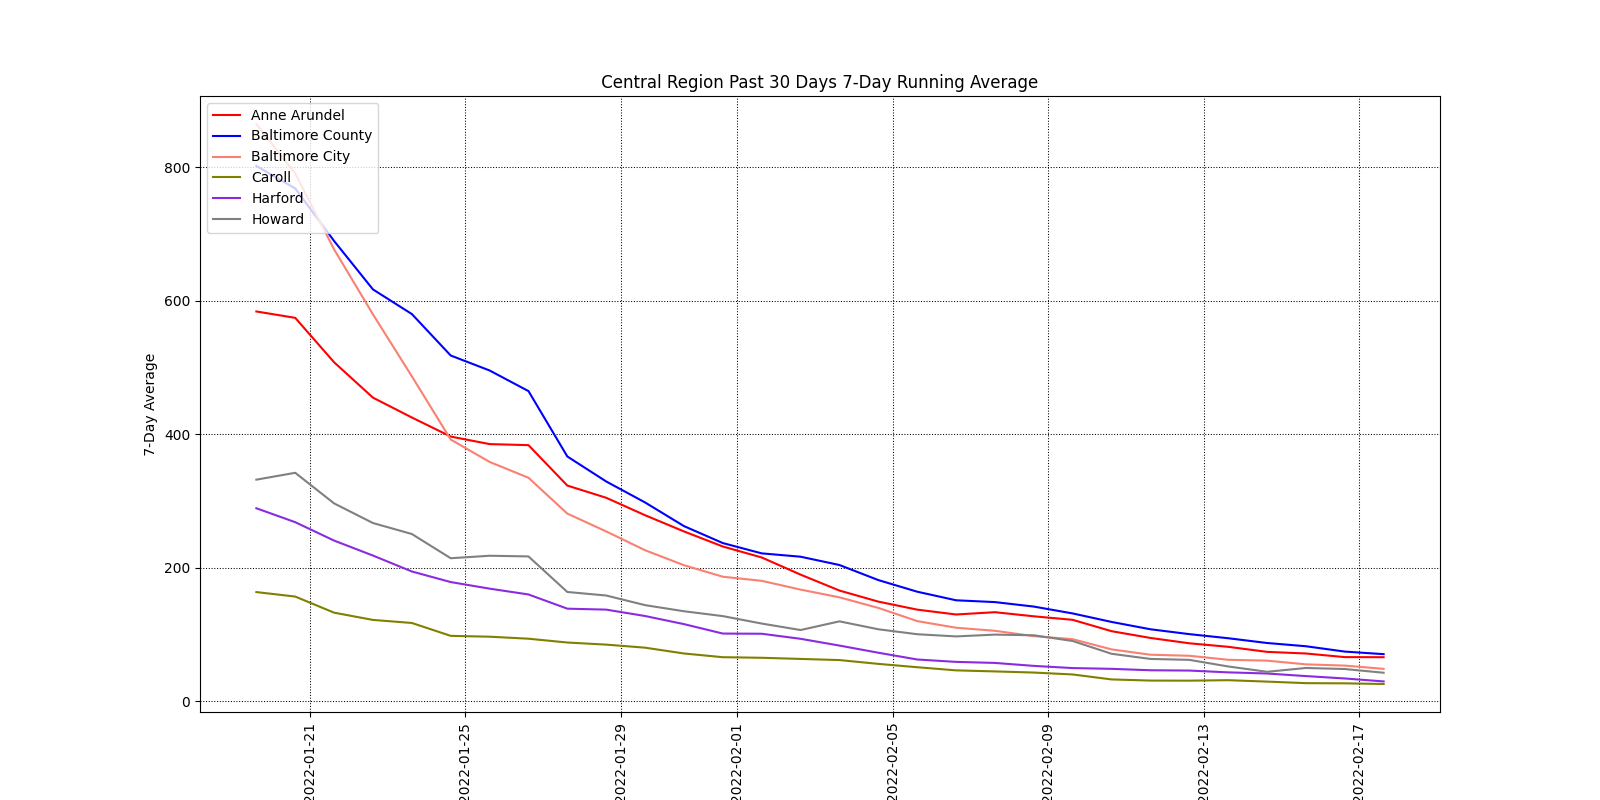 Central Region Past 30 Days 7-Day Running Average
Anne Arundel
Baltimore County
Baltimore City
Caroll
Harford
Howard
800
600
400
200
0
7-Day Average
2022-01-21
2022-01-25
2022-01-29
2022-02-01
2022-02-05
2022-02-09
2022-02-13
2022-02-17